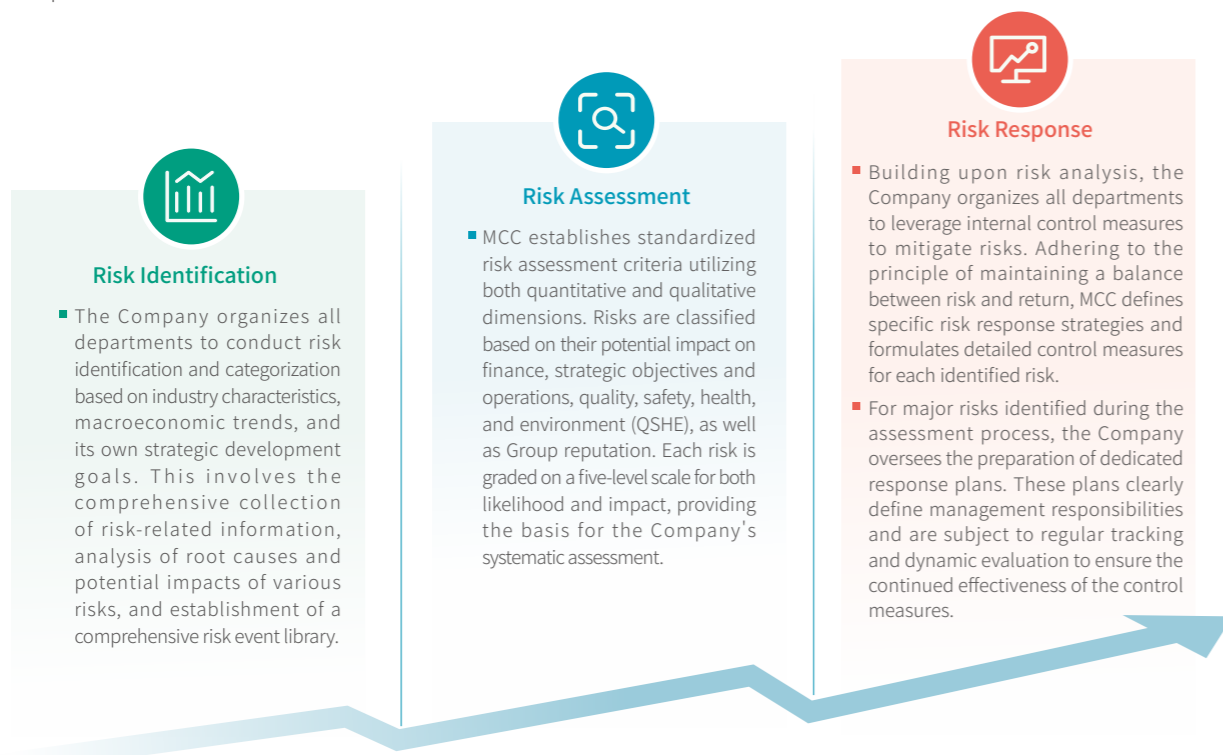 Risk Identification
The Company organizes all
departments to conduct risk
identification and categorization
based on industry characteristics,
macroeconomic trends, and
its own strategic development
goals. This involves the
comprehensive collection
of risk-related information,
analysis of root causes and
potential impacts of various
risks, and establishment of a
comprehensive risk event library.
Risk Assessment
MCC establishes standardized
risk assessment criteria utilizing
both quantitative and qualitative
dimensions. Risks are classified
based on their potential impact on
finance, strategic objectives and
operations, quality, safety, health,
and environment (QSHE), as well
as Group reputation. Each risk is
graded on a five-level scale for both
likelihood and impact, providing
the basis for the Company's
systematic assessment.
Risk Response
Building upon risk analysis, the
Company organizes all departments
to leverage internal control measures
to mitigate risks. Adhering to the
principle of maintaining a balance
between risk and return, MCC defines
specific risk response strategies and
formulates detailed control measures
for each identified risk.
For major risks identified during the
assessment process, the Company
oversees the preparation of dedicated
response plans. These plans clearly
define management responsibilities
and are subject to regular tracking
and dynamic evaluation to ensure the
continued effectiveness of the control
measures.